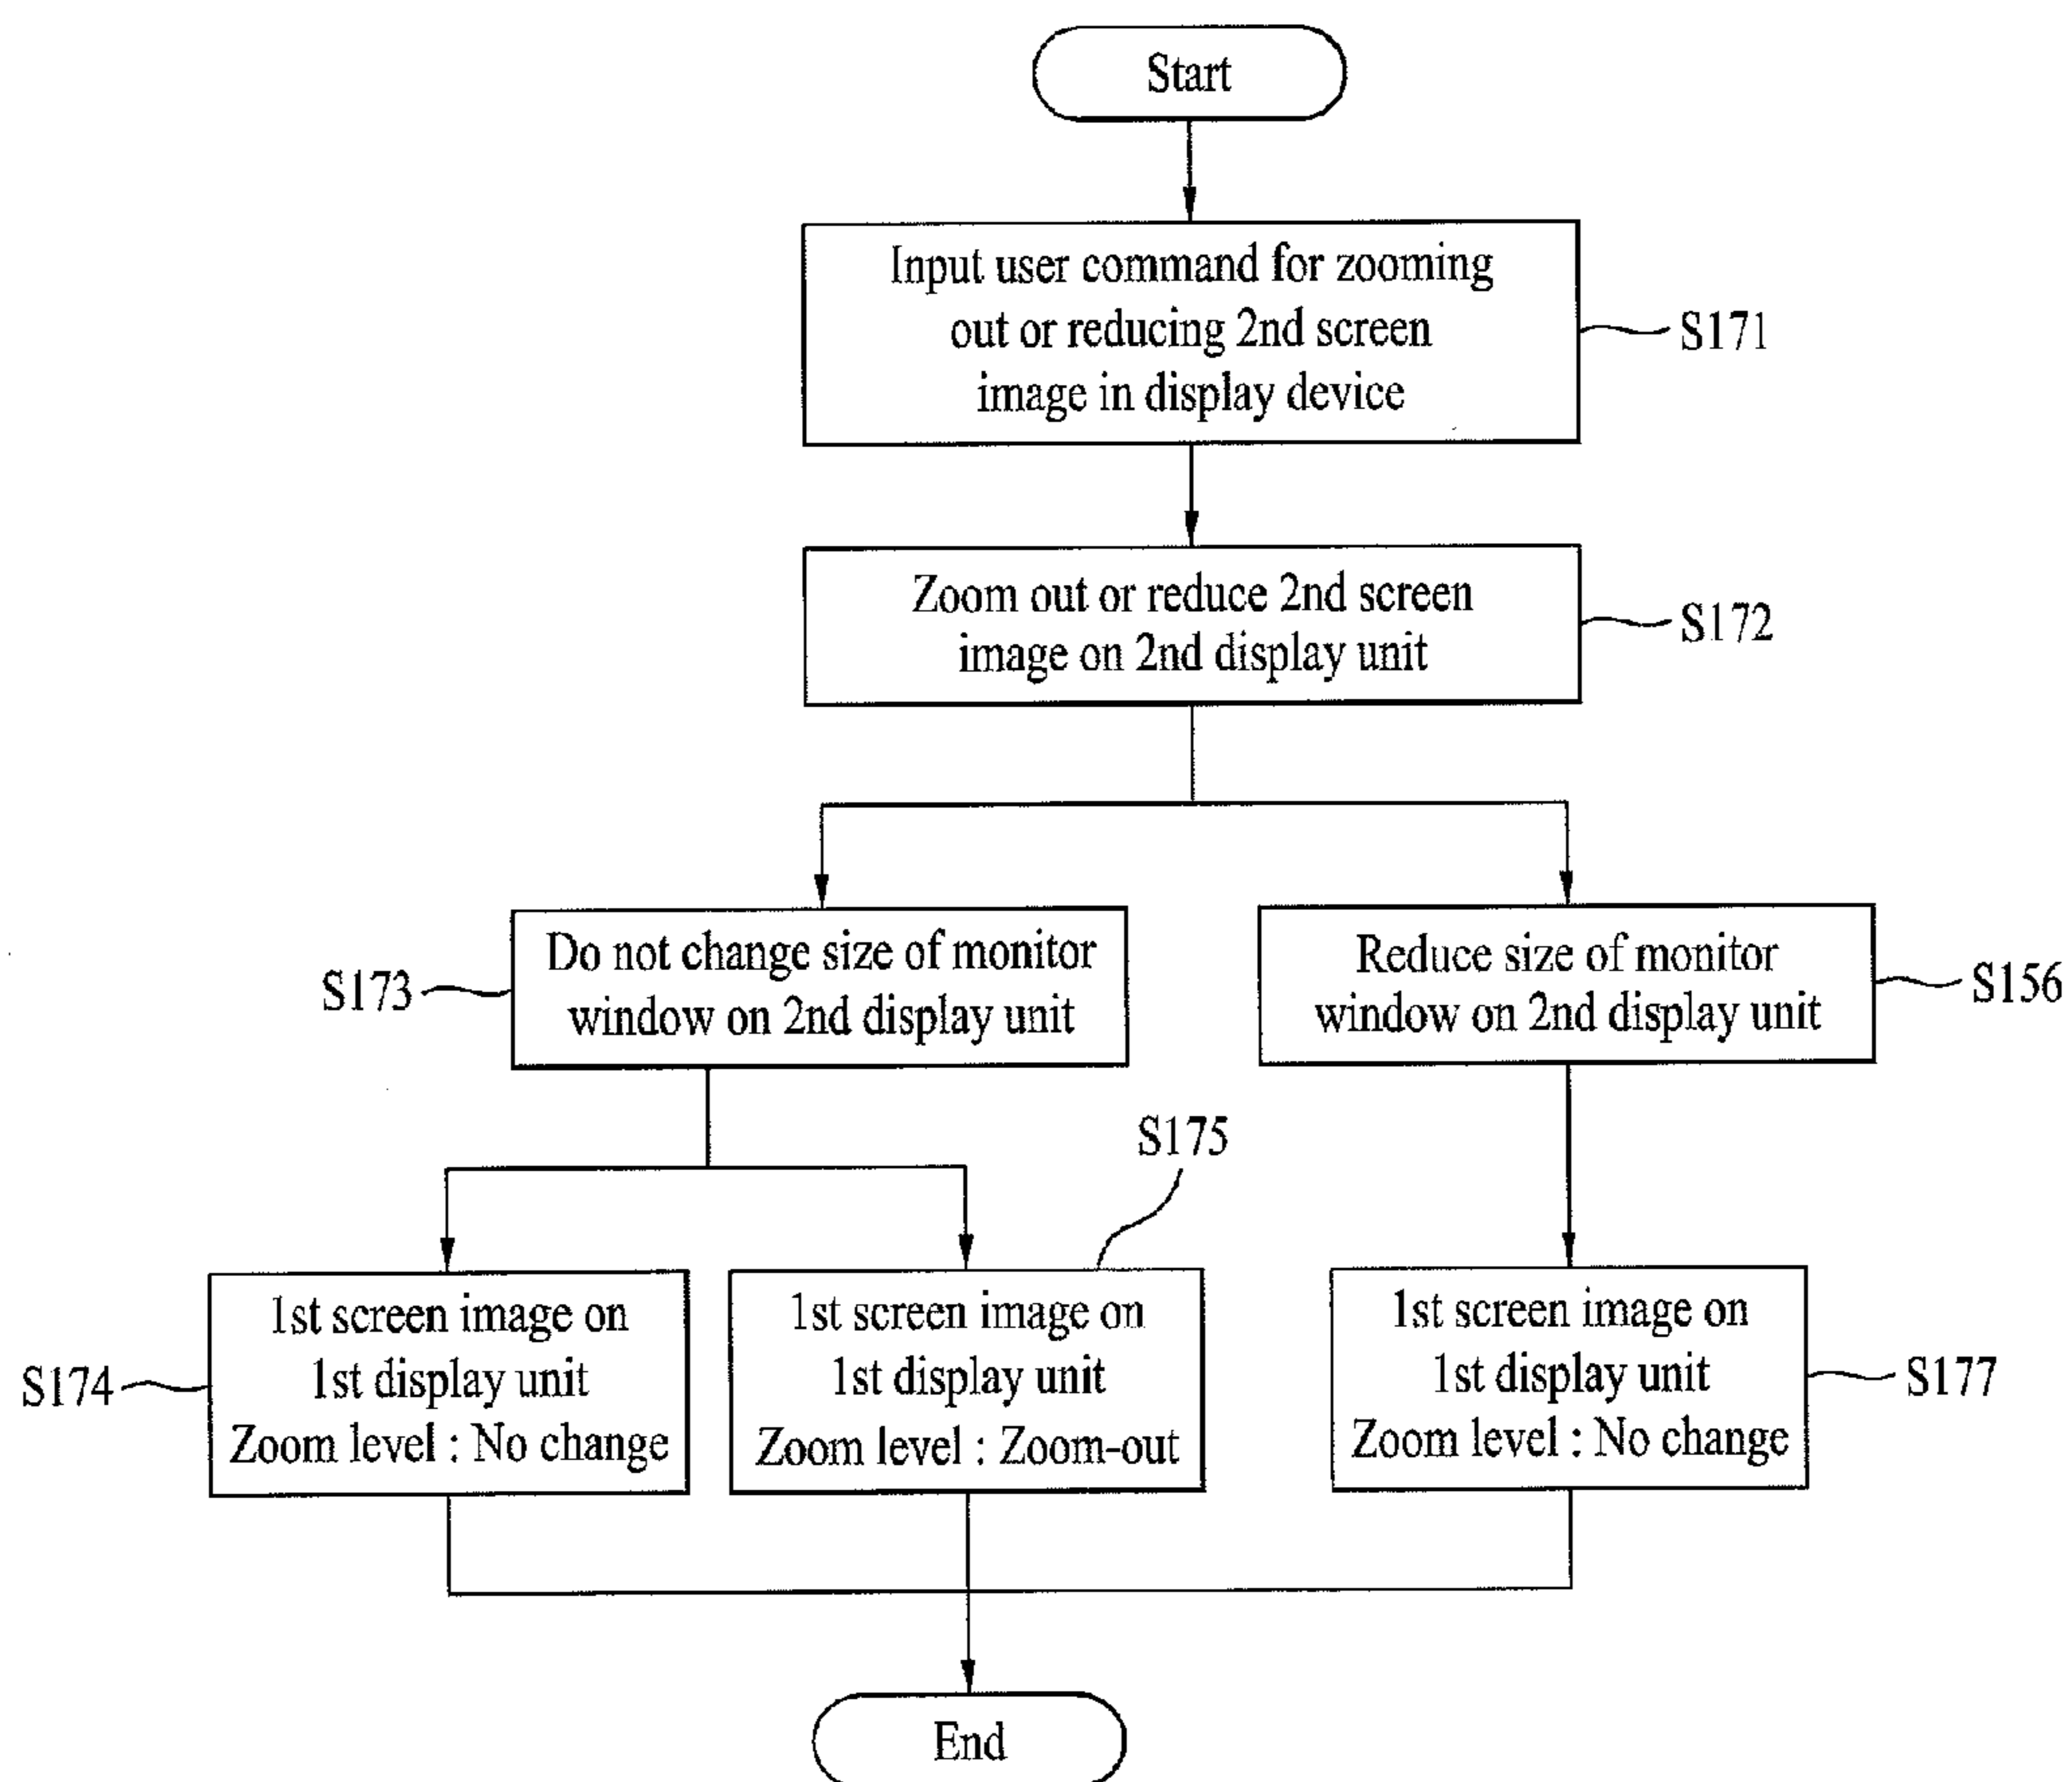 Start
Input user command for zooming
out or reducing 2nd screen
image in display device
S171
Zoom out or reduce 2nd screen
image on 2nd display unit
S172
Do not change size of monitor
window on 2nd display unit
S173
Reduce size of monitor
window on 2nd display unit
S156
S175
1st screen image on
1st display unit
Zoom level : No change
S174
1st screen image on
1st display unit
Zoom level : Zoom-out
1st screen image on
1st display unit
Zoom level : No change
S177
End